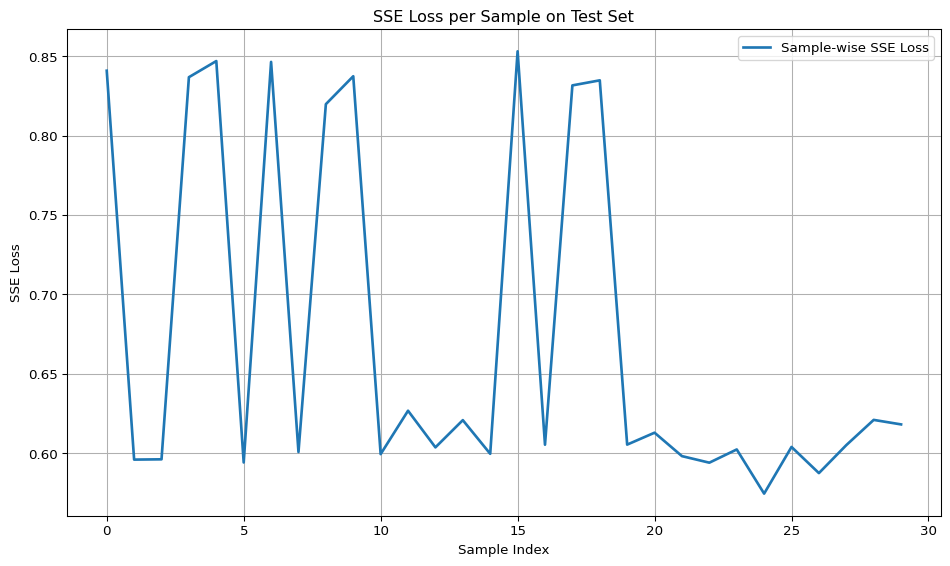 SSE Loss per Sample on Test Set
Sample-wise SSE Loss
SSE Loss
0.85
0.80
0.75
0.70
0.65
0.60
0 5 10 15 20 25 30
Sample Index